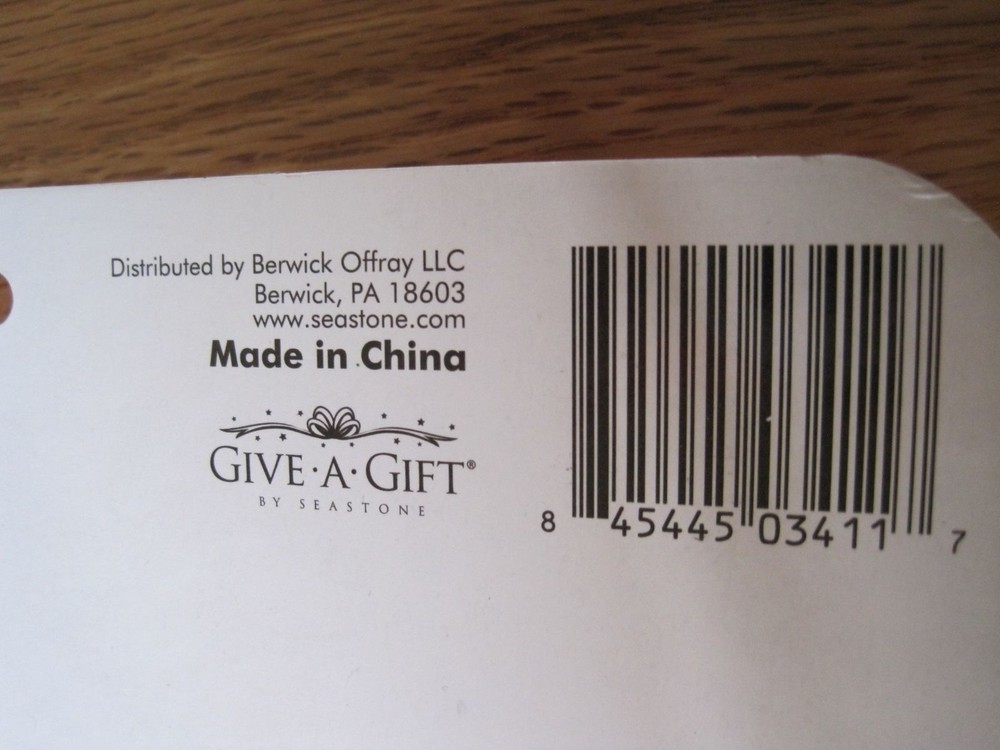 Distributed by Berwick Offray LLC
Berwick, PA 18603
www.seastone.com
Made in China
GIVE·A·GIFT®
BY SEASTONE
8 45445 03411 7